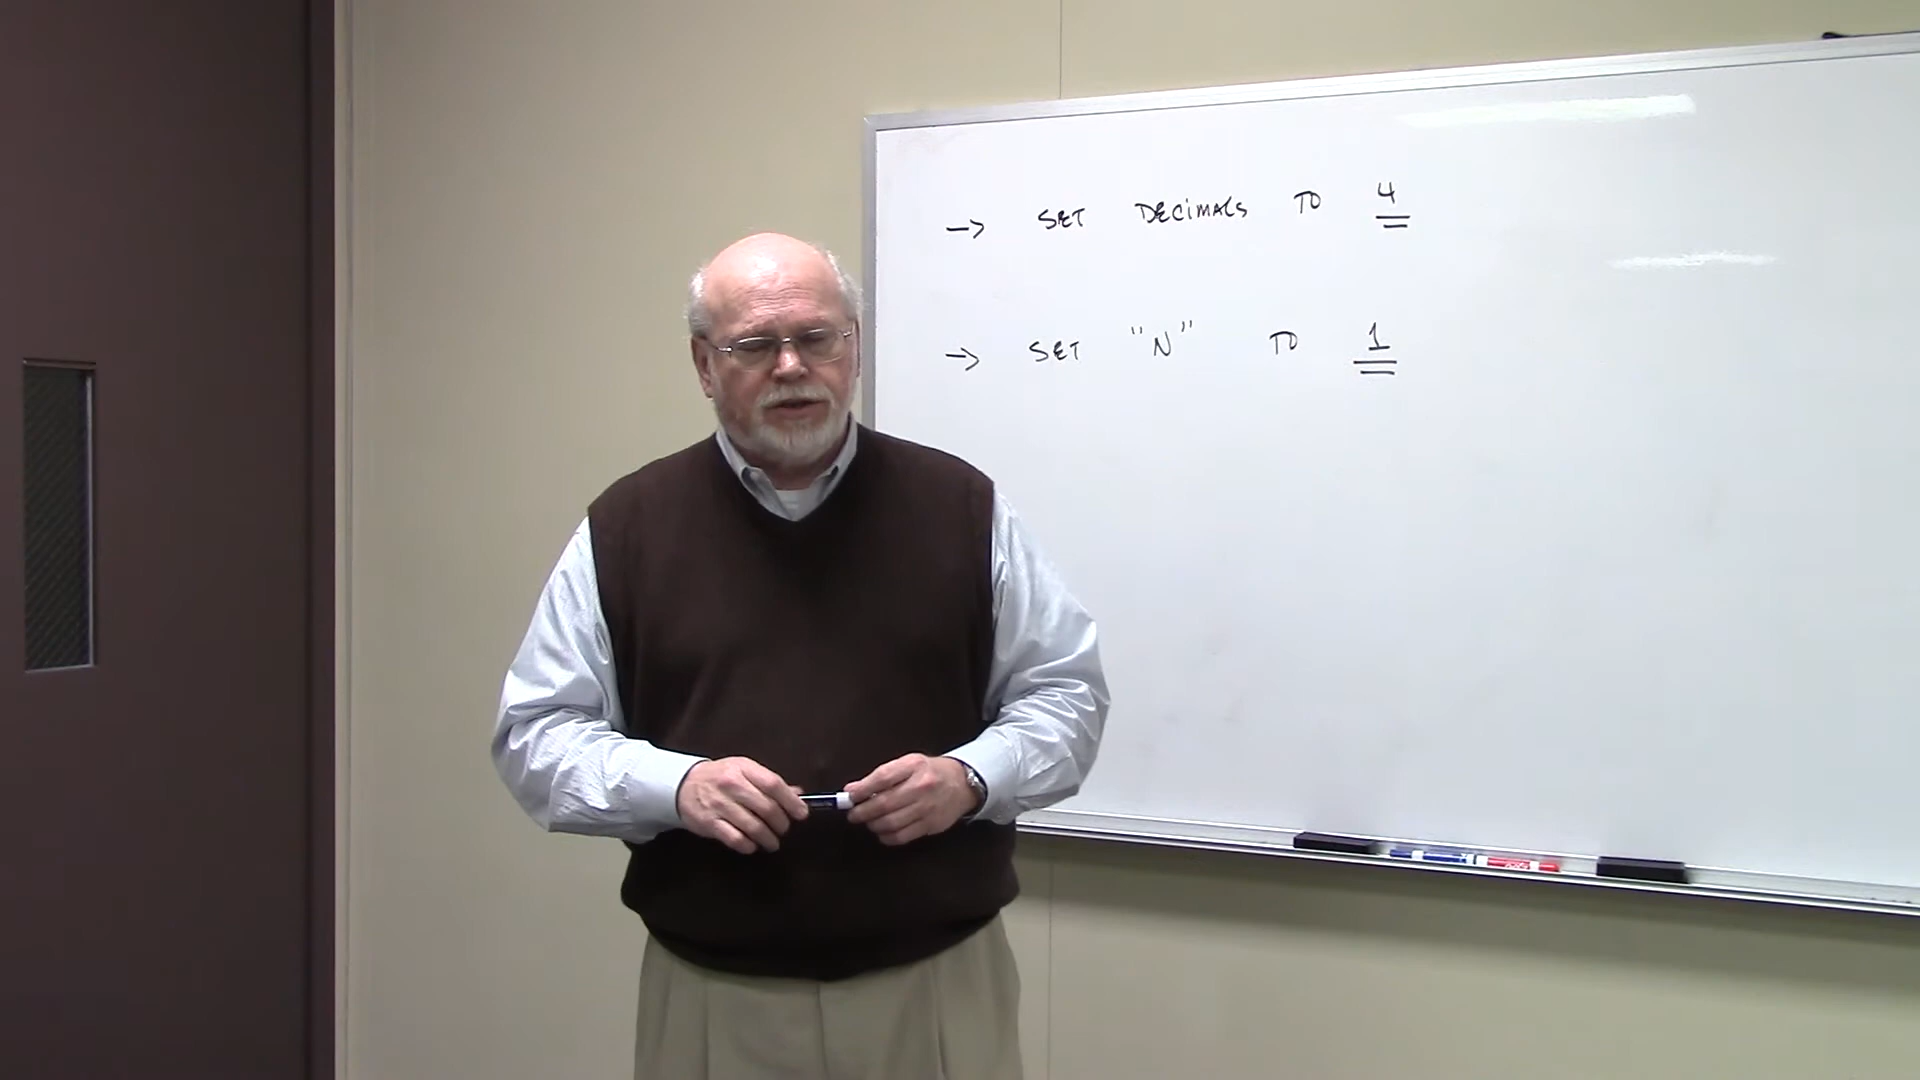 → SET DECIMALS TO 4
→ SET "N" TO 1